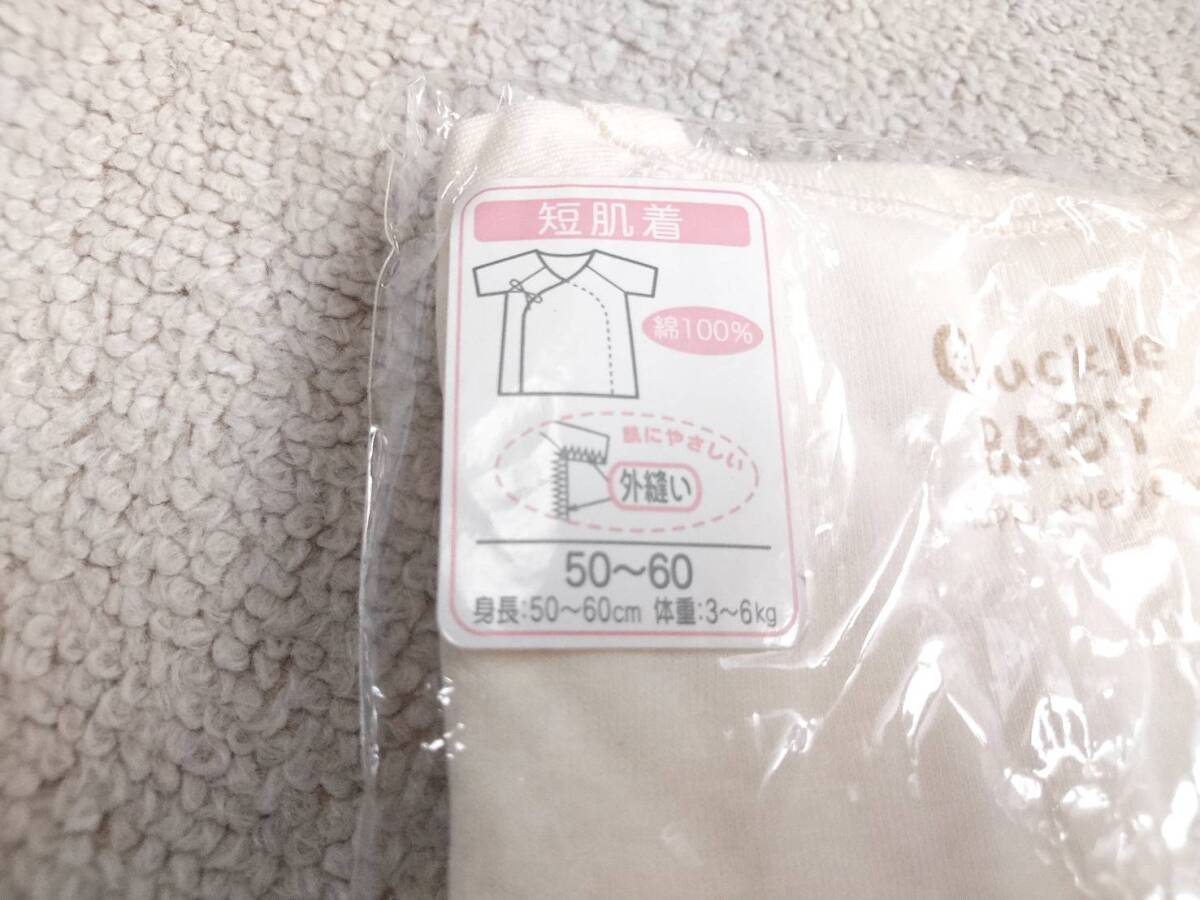 短肌着
綿100%
肌にやさしい
外縫い
50～60
身長:50～60cm 体重:3～6kg
BABY